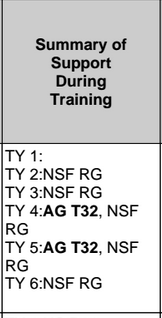 Summary of
Support
During
Training
TY 1:
TY 2:NSF RG
TY 3:NSF RG
TY 4:AG T32, NSF
RG
TY 5:AG T32, NSF
RG
TY 6:NSF RG